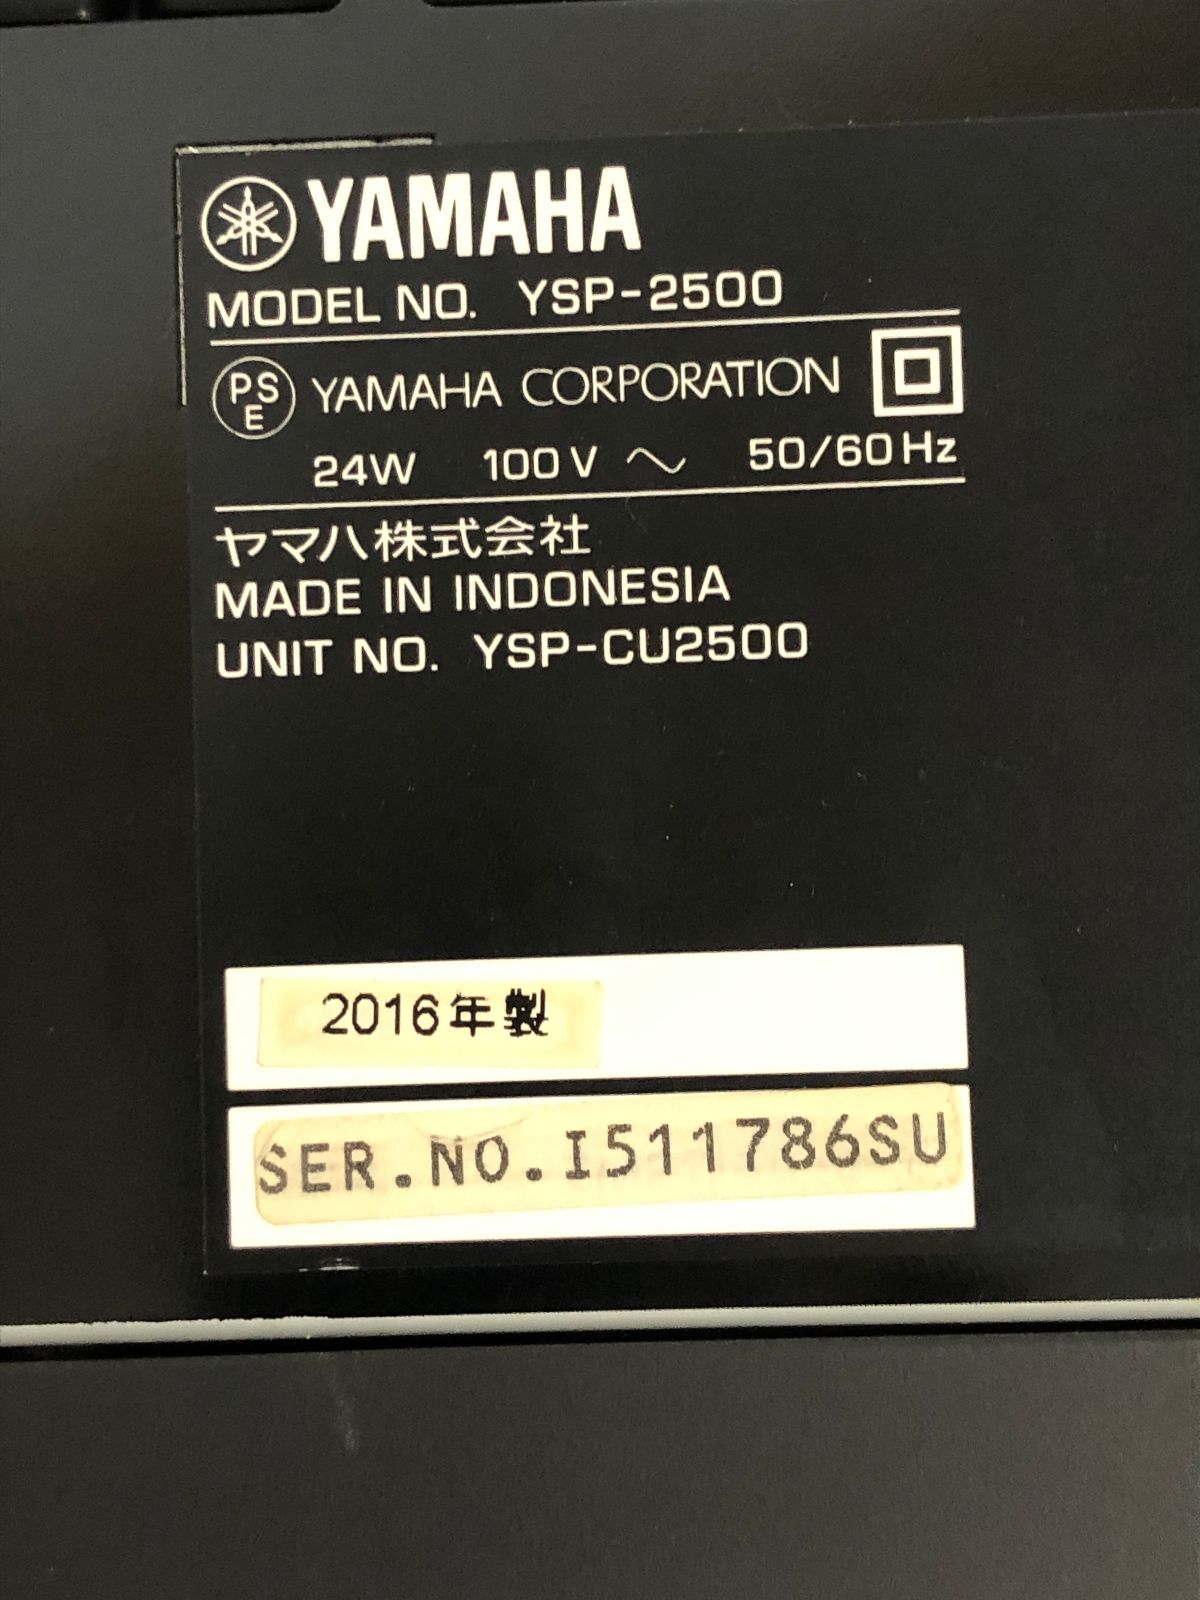 YAMAHA
MODEL NO. YSP-2500
PSE YAMAHA CORPORATION
24W 100V ～ 50/60Hz
ヤマハ株式会社
MADE IN INDONESIA
UNIT NO. YSP-CU2500
2016年製
SER.NO.I511786SU